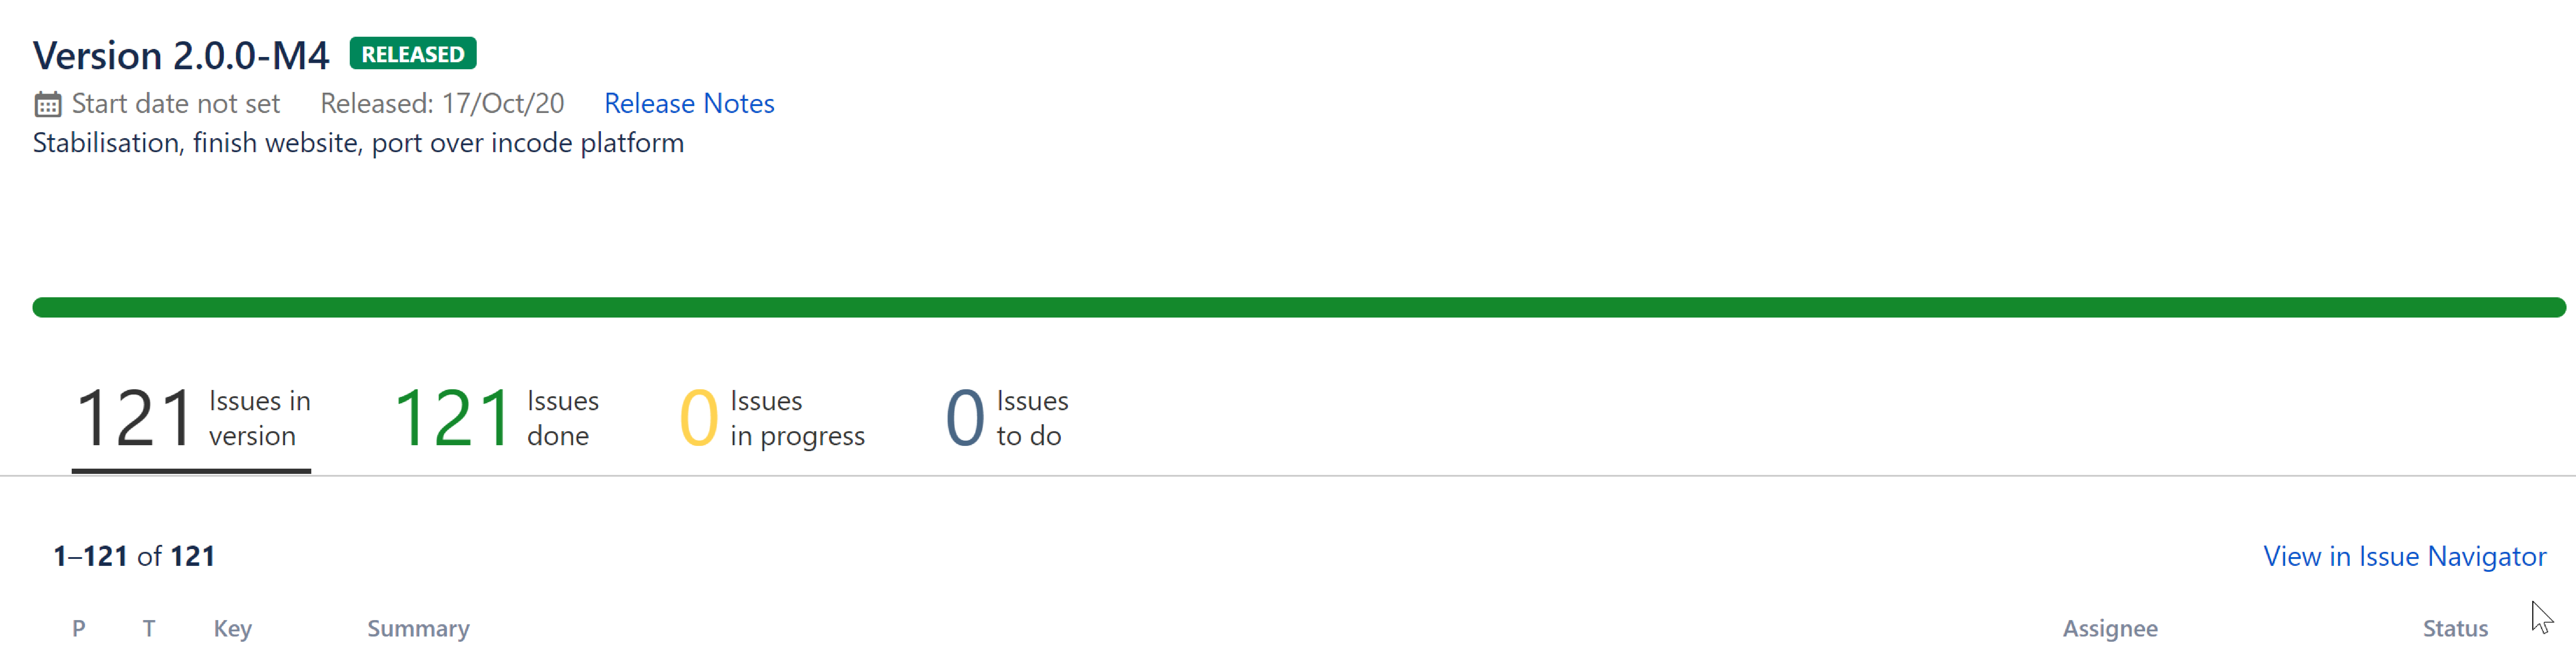 Version 2.0.0-M4 RELEASED
Start date not set Released: 17/Oct/20 Release Notes
Stabilisation, finish website, port over incode platform
121 Issues in version
121 Issues done
0 Issues in progress
0 Issues to do
1–121 of 121 View in Issue Navigator
P T Key Summary Assignee Status